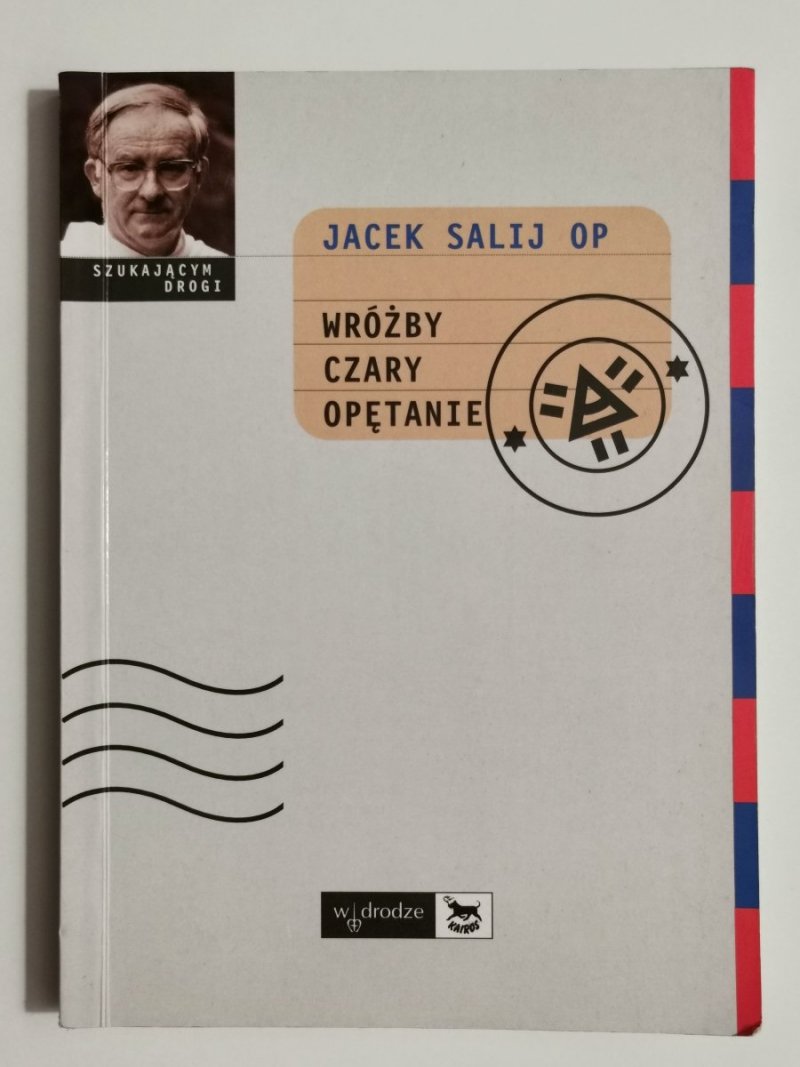 SZUKAJĄCYM
DROGI
JACEK SALIJ OP
WRÓŻBY
CZARY
OPĘTANIE
w drodze
KAIROS